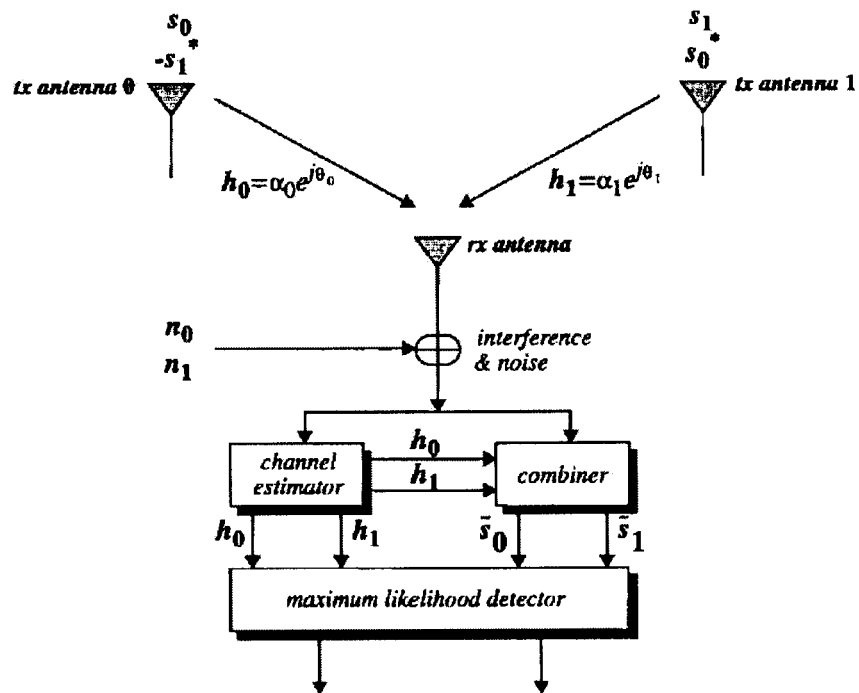 s₀ s₁
-s₁* s₀*
tx antenna 0 tx antenna 1
h₀=α₀e^{jθ₀} h₁=α₁e^{jθ₁}
rx antenna
n₀
n₁
interference
& noise
channel
estimator
h₀
h₁
combiner
h₀ h₁ s̃₀ s̃₁
maximum likelihood detector